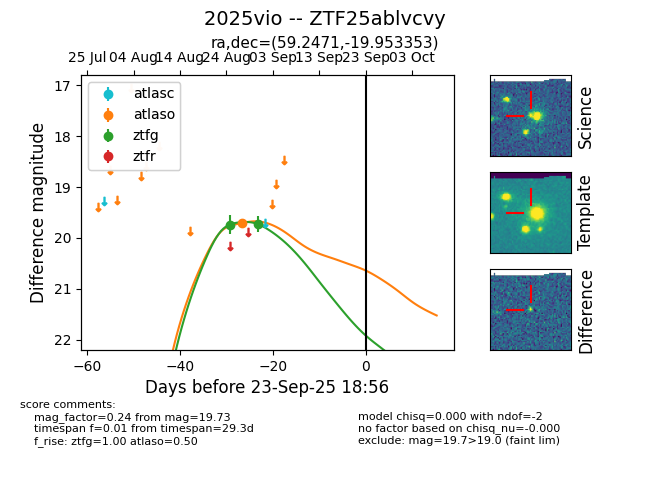 2025vio -- ZTF25ablvcvy
ra,dec=(59.2471,-19.953353)
25 Jul 04 Aug 14 Aug 24 Aug 03 Sep 13 Sep 23 Sep 03 Oct
atlasc
atlaso
ztfg
ztfr
17
18
19
20
21
22
Difference magnitude
−60 −40 −20 0
Days before 23-Sep-25 18:56
Science
Template
Difference
score comments:
mag_factor=0.24 from mag=19.73
timespan f=0.01 from timespan=29.3d
f_rise: ztfg=1.00 atlaso=0.50
model chisq=0.000 with ndof=-2
no factor based on chisq_nu=-0.000
exclude: mag=19.7>19.0 (faint lim)